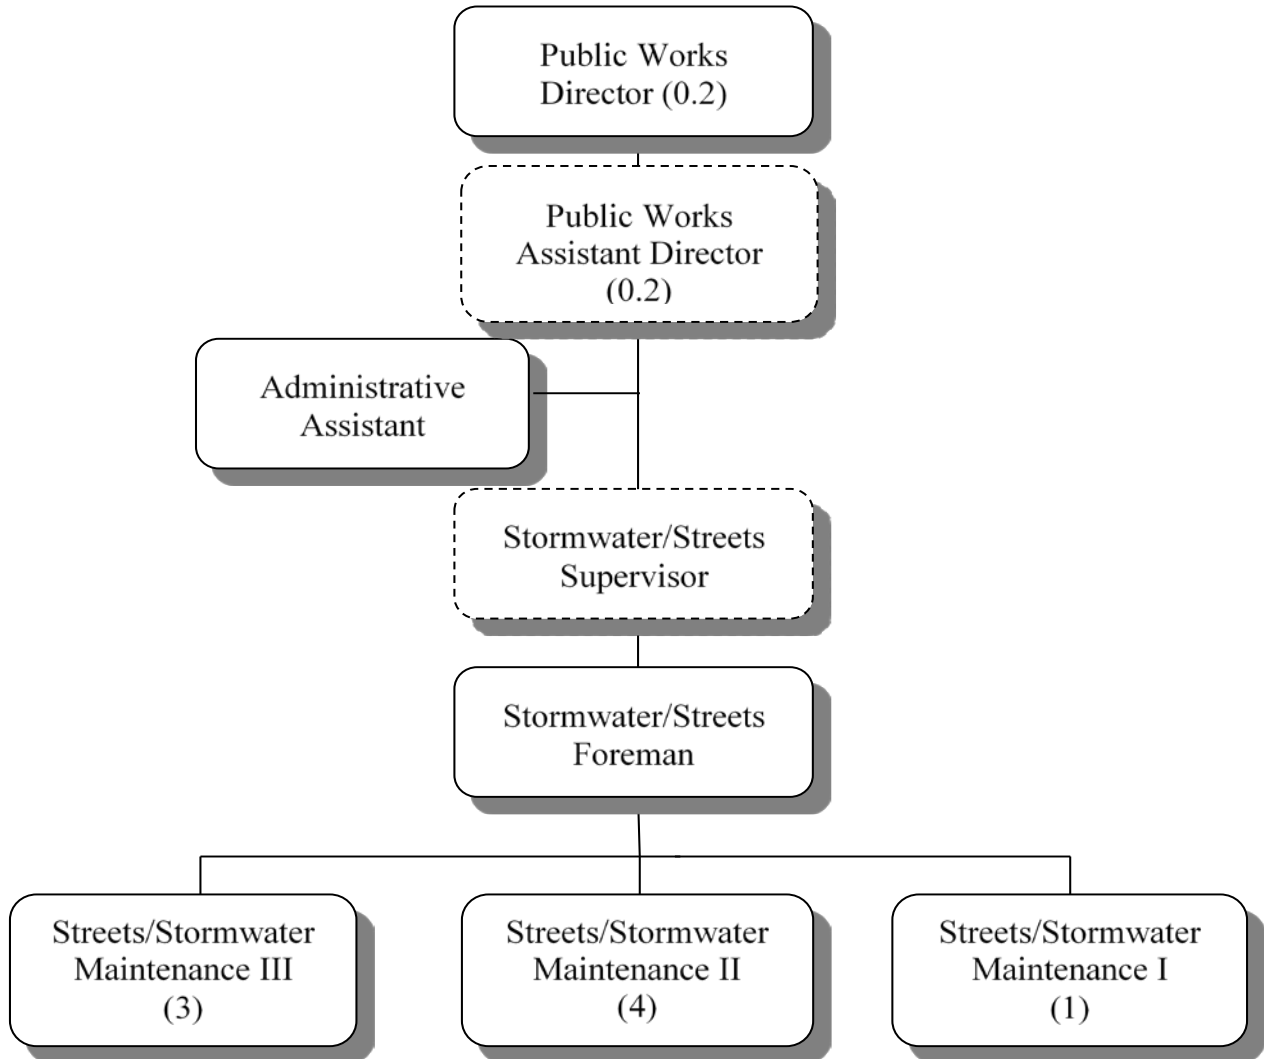 Public Works
Director (0.2)
Public Works
Assistant Director
(0.2)
Administrative
Assistant
Stormwater/Streets
Supervisor
Stormwater/Streets
Foreman
Streets/Stormwater
Maintenance III
(3)
Streets/Stormwater
Maintenance II
(4)
Streets/Stormwater
Maintenance I
(1)